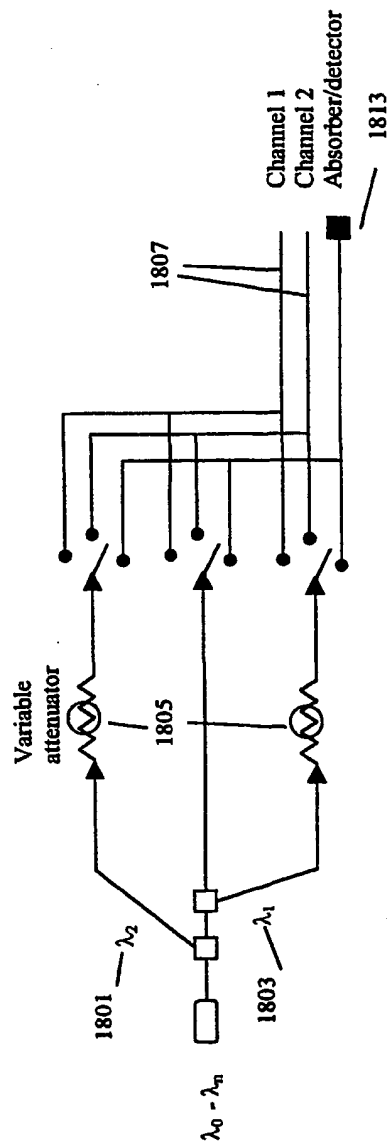 Variable
attenuator
1805
1807
Channel 1
Channel 2
Absorber/detector
1813
1801
λ2
λ0 - λn
λ1
1803